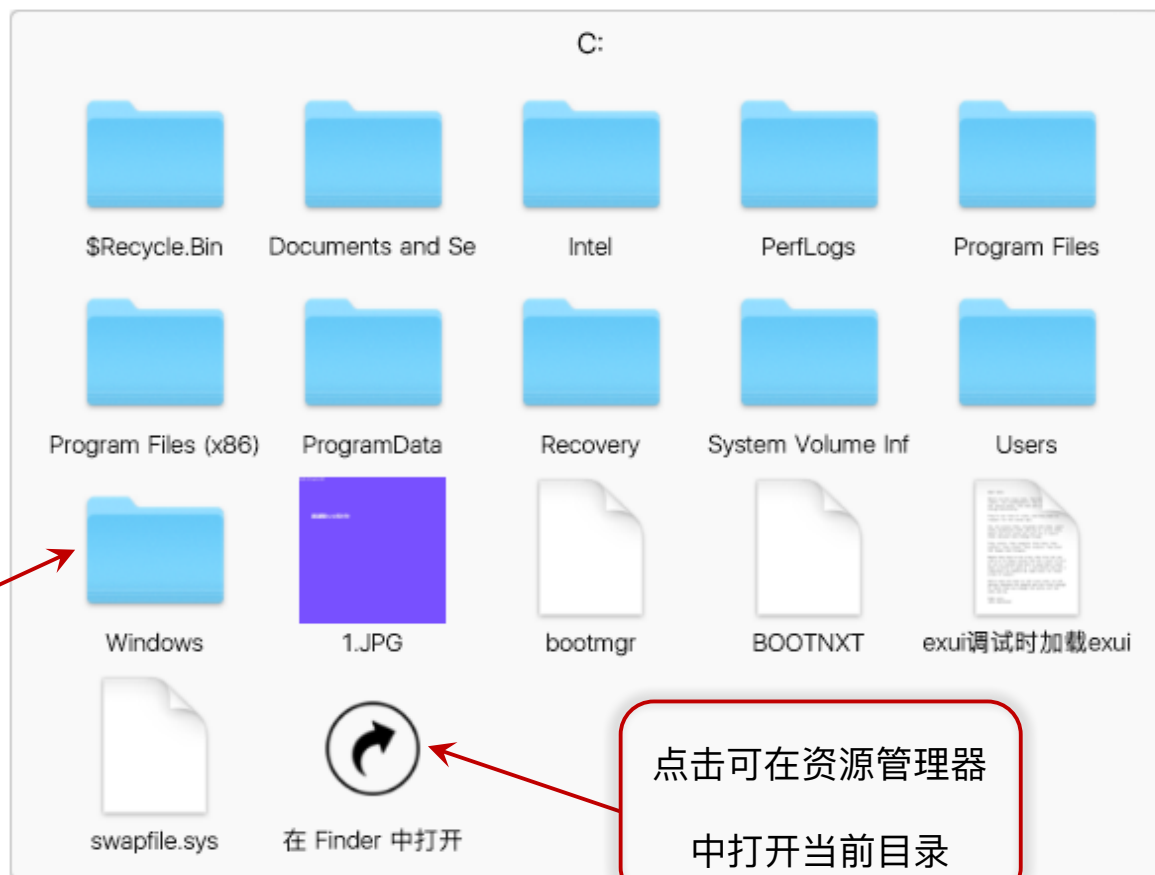 C:
$Recycle.Bin
Documents and Se
Intel
PerfLogs
Program Files
Program Files (x86)
ProgramData
Recovery
System Volume Inf
Users
Windows
1.JPG
bootmgr
BOOTNXT
exui调试时加载exui
swapfile.sys
在 Finder 中打开
点击可在资源管理器
中打开当前目录